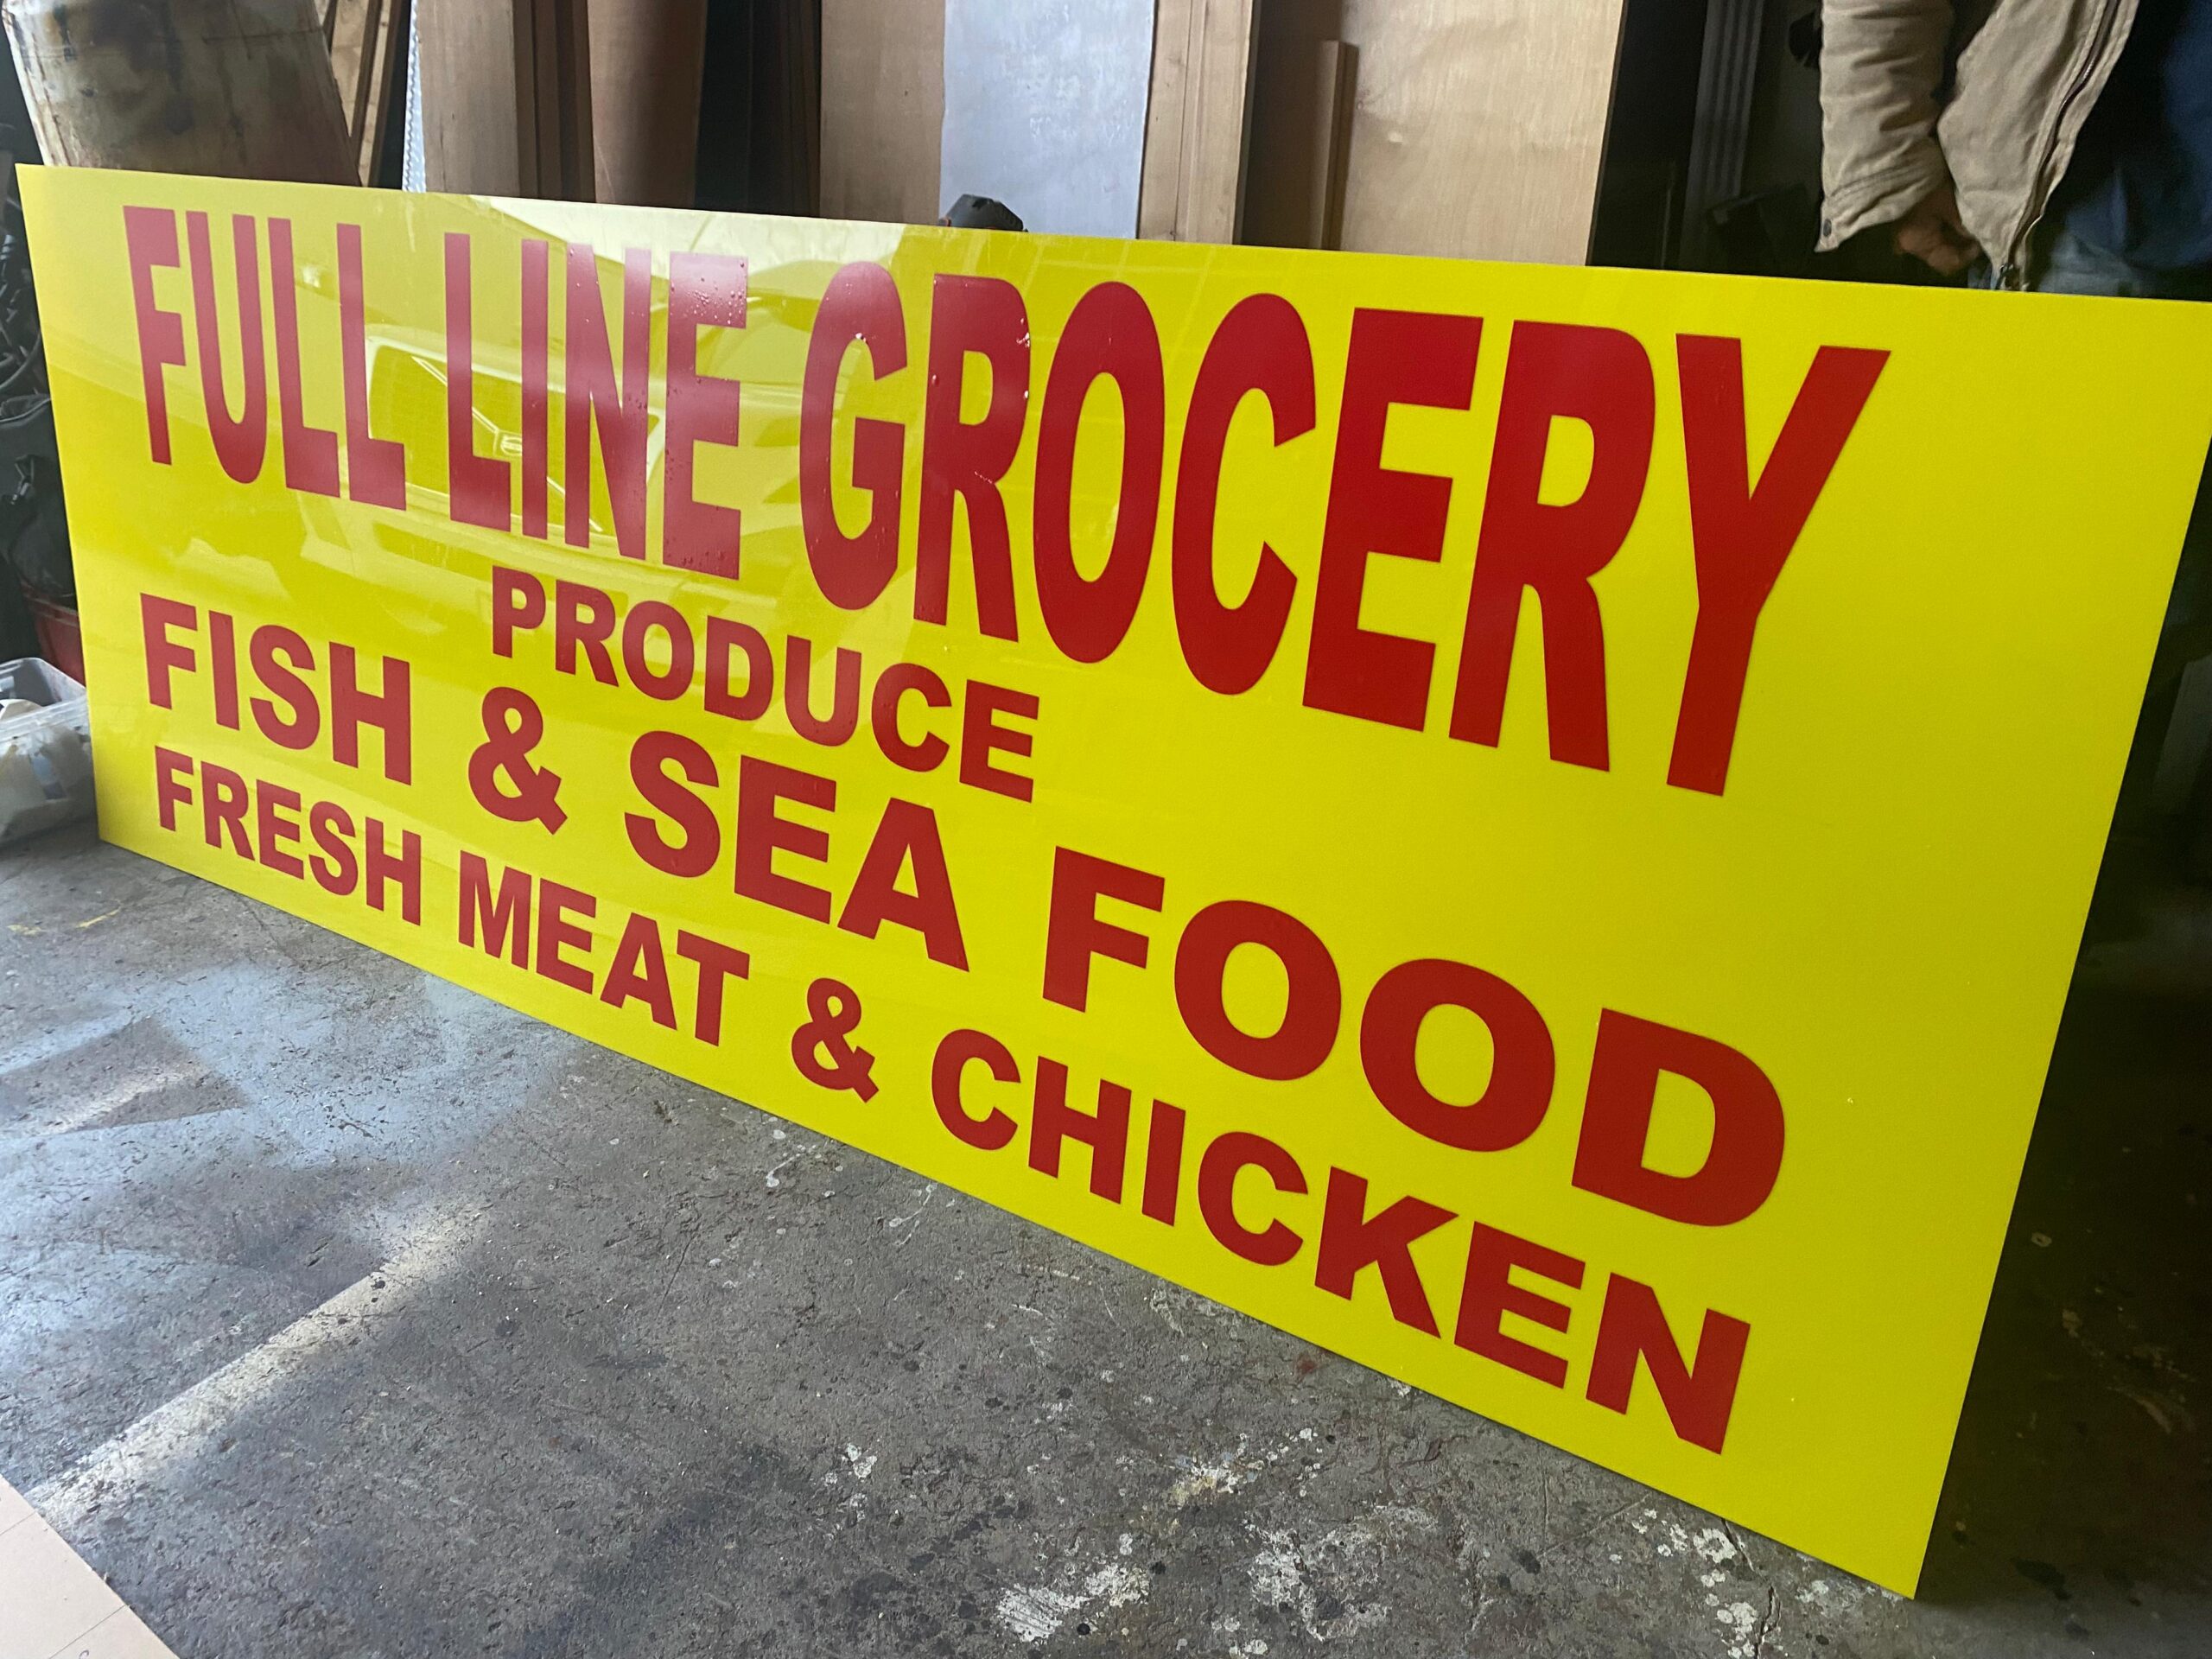 FULL LINE GROCERY
PRODUCE
FISH & SEA FOOD
FRESH MEAT & CHICKEN